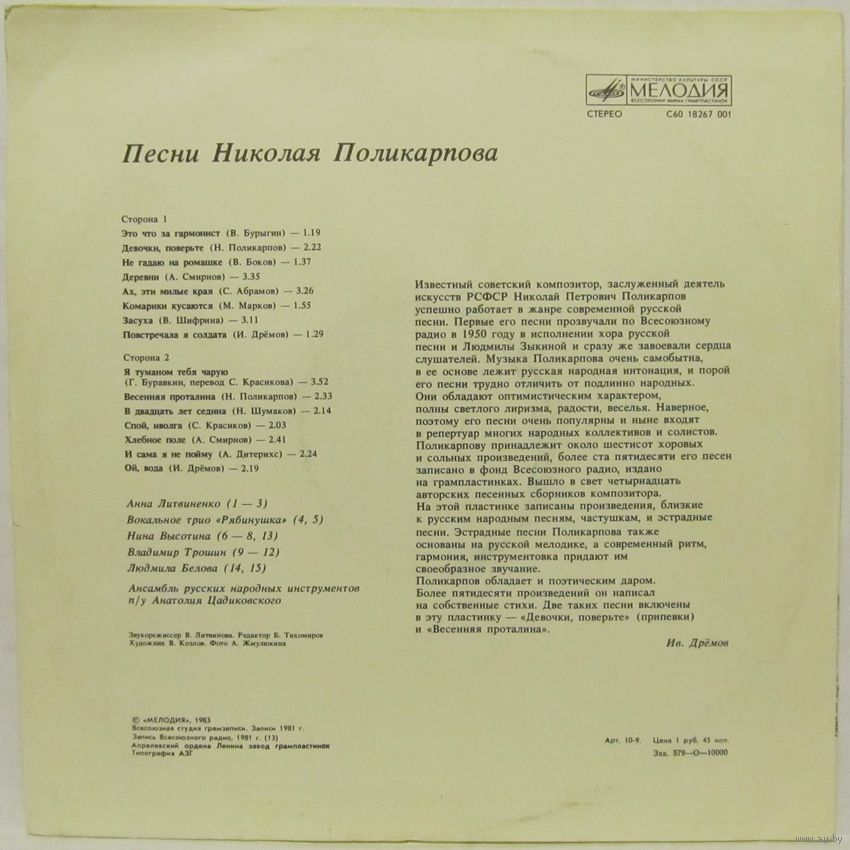 МИНИСТЕРСТВО КУЛЬТУРЫ СССР
МЕЛОДИЯ
ВСЕСОЮЗНАЯ ФИРМА ГРАМПЛАСТИНОК
СТЕРЕО С60 18267 001
Песни Николая Поликарпова
Сторона 1
Это что за гармонист (В. Бурыгин) — 1.19
Девочки, поверьте (Н. Поликарпов) — 2.22
Не гадаю на ромашке (В. Боков) — 1.37
Деревни (А. Смирнов) — 3.35
Ах, эти милые края (С. Абрамов) — 3.26
Комарики кусаются (М. Марков) — 1.55
Засуха (В. Шифрина) — 3.11
Повстречала я солдата (И. Дрёмов) — 1.29
Сторона 2
Я туманом тебя чарую
(Г. Буравкин, перевод С. Красикова) — 3.52
Весенняя проталина (Н. Поликарпов) — 2.33
В двадцать лет седина (Н. Шумаков) — 2.14
Спой, иволга (С. Красиков) — 2.03
Хлебное поле (А. Смирнов) — 2.41
И сама я не пойму (А. Дитерихс) — 2.24
Ой, вода (И. Дрёмов) — 2.19
Анна Литвиненко (1 — 3)
Вокальное трио «Рябинушка» (4, 5)
Нина Высотина (6 — 8, 13)
Владимир Трошин (9 — 12)
Людмила Белова (14, 15)
Ансамбль русских народных инструментов
п/у Анатолия Цадиковского
Звукорежиссер В. Литвинова. Редактор Б. Тихомиров
Художник В. Козлов. Фото А. Жмулюкина
Известный советский композитор, заслуженный деятель
искусств РСФСР Николай Петрович Поликарпов
успешно работает в жанре современной русской
песни. Первые его песни прозвучали по Всесоюзному
радио в 1950 году в исполнении хора русской
песни и Людмилы Зыкиной и сразу же завоевали сердца
слушателей. Музыка Поликарпова очень самобытна,
в ее основе лежит русская народная интонация, и порой
его песни трудно отличить от подлинно народных.
Они обладают оптимистическим характером,
полны светлого лиризма, радости, веселья. Наверное,
поэтому его песни очень популярны и ныне входят
в репертуар многих народных коллективов и солистов.
Поликарпову принадлежит около шестисот хоровых
и сольных произведений, более ста пятидесяти его песен
записано в фонд Всесоюзного радио, издано
на грампластинках. Вышло в свет четырнадцать
авторских песенных сборников композитора.
На этой пластинке записаны произведения, близкие
к русским народным песням, частушкам, и эстрадные
песни. Эстрадные песни Поликарпова также
основаны на русской мелодике, а современный ритм,
гармония, инструментовка придают им
своеобразное звучание.
Поликарпов обладает и поэтическим даром.
Более пятидесяти произведений он написал
на собственные стихи. Две таких песни включены
в эту пластинку — «Девочки, поверьте» (припевки)
и «Весенняя проталина».
Ив. Дрёмов
© «МЕЛОДИЯ», 1983
Всесоюзная студия грамзаписи. Записи 1981 г.
Запись Всесоюзного радио, 1981 г. (13)
Апрелевский ордена Ленина завод грампластинок
Типография АЗГ
Арт. 10-9. Цена 1 руб. 45 коп.
Зак. 579—О—10000
www.ay.by